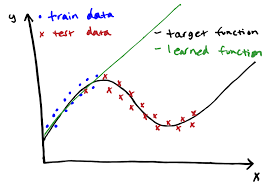 y
• train data
x test data
– target function
– learned function
x